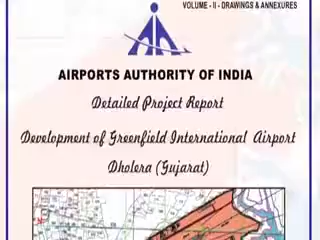 VOLUME - II - DRAWINGS & ANNEXURES
AIRPORTS AUTHORITY OF INDIA
Detailed Project Report
Development of Greenfield International Airport
Dholera (Gujarat)